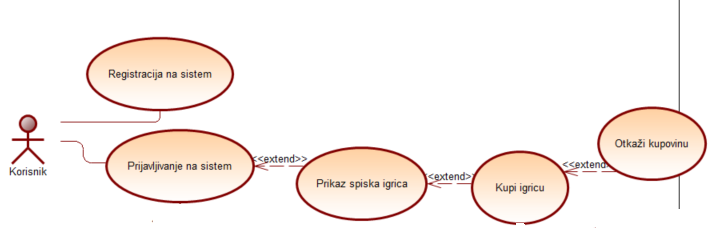 Registracija na sistem
Korisnik
Prijavljivanje na sistem
<<extend>>
Prikaz spiska igrica
<<extend>
Kupi igricu
<<extend>
Otkaži kupovinu